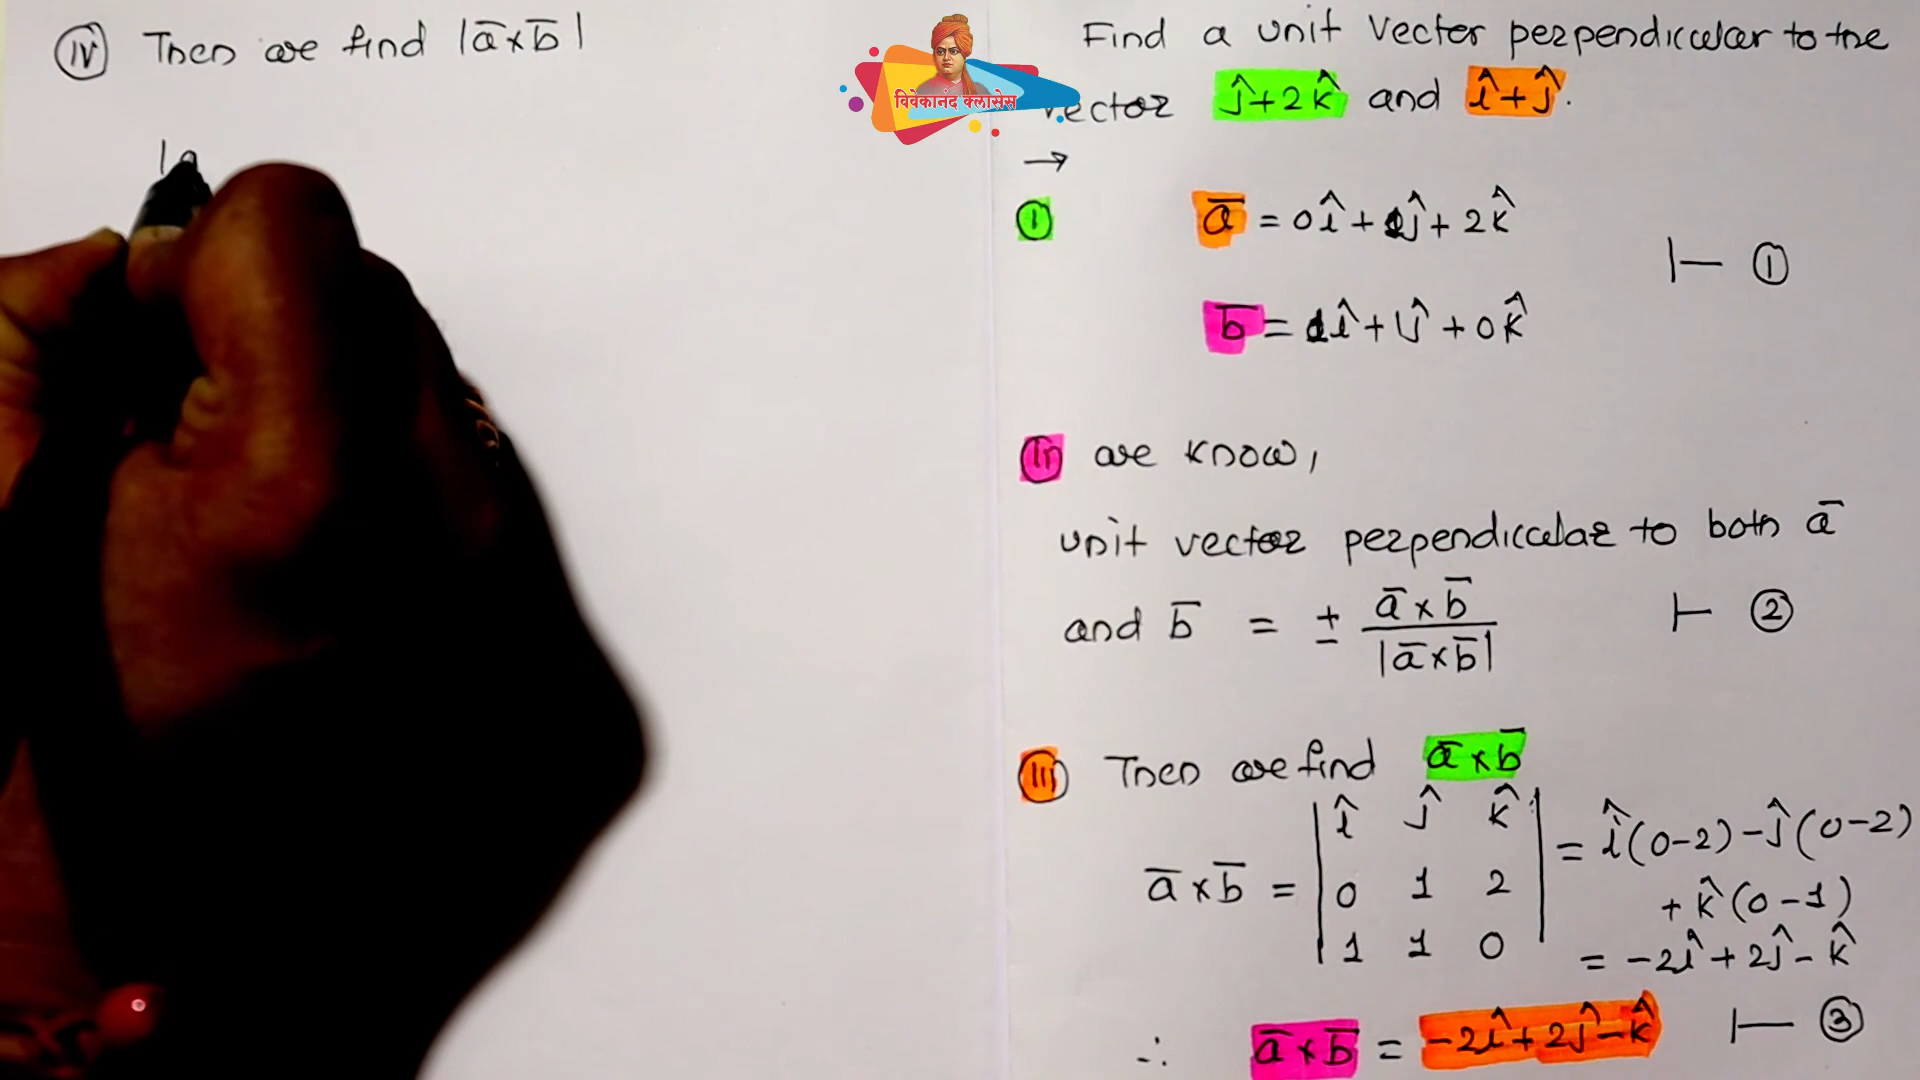 (IV) Then we find |a̅×b̅|
|a
विवेकानंद क्लासेस
Find a unit vector perpendicular to the
vector ĵ+2k̂ and î+ĵ.
→
(I) a̅ = 0î + 1ĵ + 2k̂ ⊢ (1)
b̅ = 1î + 1ĵ + 0k̂
(II) we know,
unit vector perpendicular to both a̅
and b̅ = ± a̅×b̅ / |a̅×b̅| ⊢ (2)
(III) Then we find a̅×b̅
a̅×b̅ = | î ĵ k̂ | = î(0-2) -ĵ(0-2)
0 1 2 + k̂(0-1)
1 1 0 = -2î+2ĵ-k̂
∴ a̅×b̅ = -2î+2ĵ-k̂ ⊢ (3)